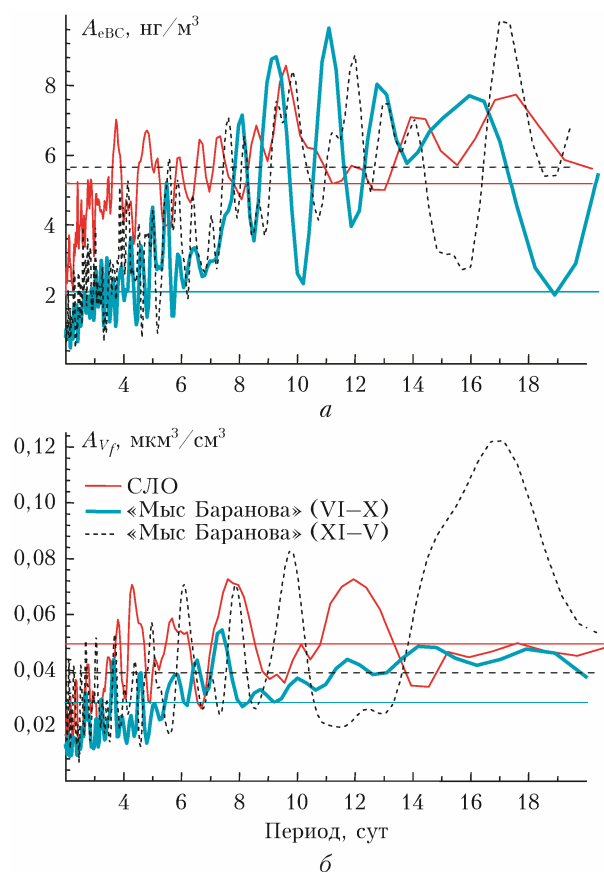 A_eBC, нг/м³
8
6
4
2
4 6 8 10 12 14 16 18
а
A_Vf, мкм³/см³
0,12
0,10
0,08
0,06
0,04
0,02
СЛО
«Мыс Баранова» (VI–X)
«Мыс Баранова» (XI–V)
4 6 8 10 12 14 16 18
Период, сут
б